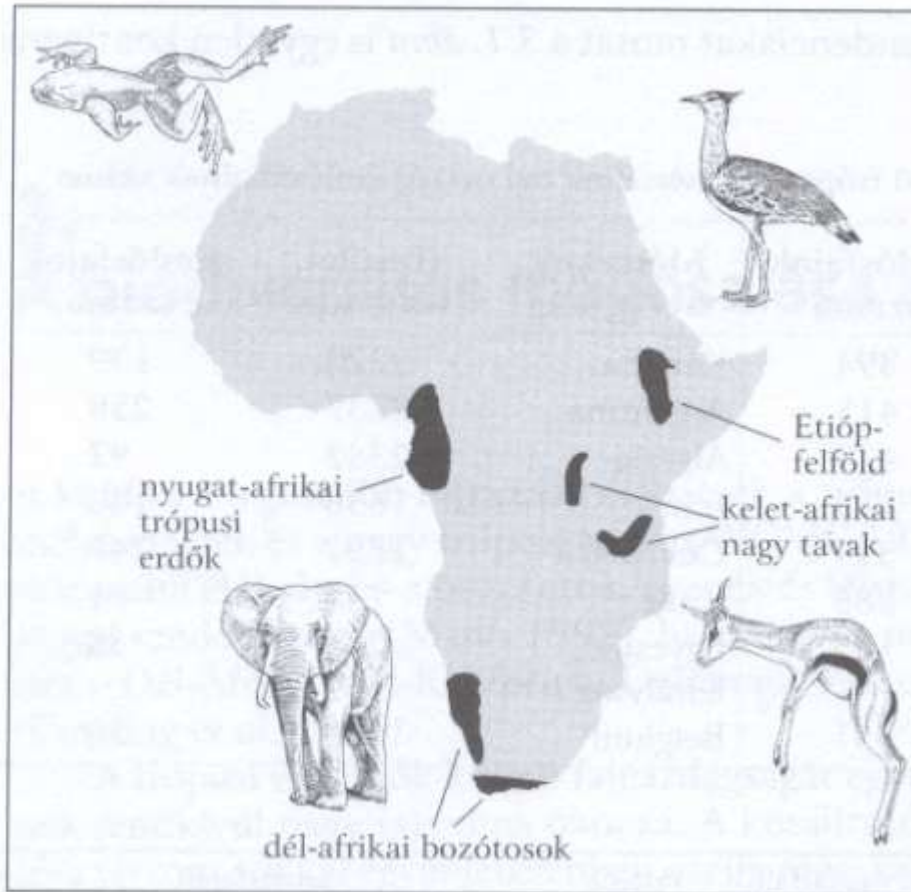 Etióp-
felföld
nyugat-afrikai
trópusi
erdők
kelet-afrikai
nagy tavak
dél-afrikai bozótosok